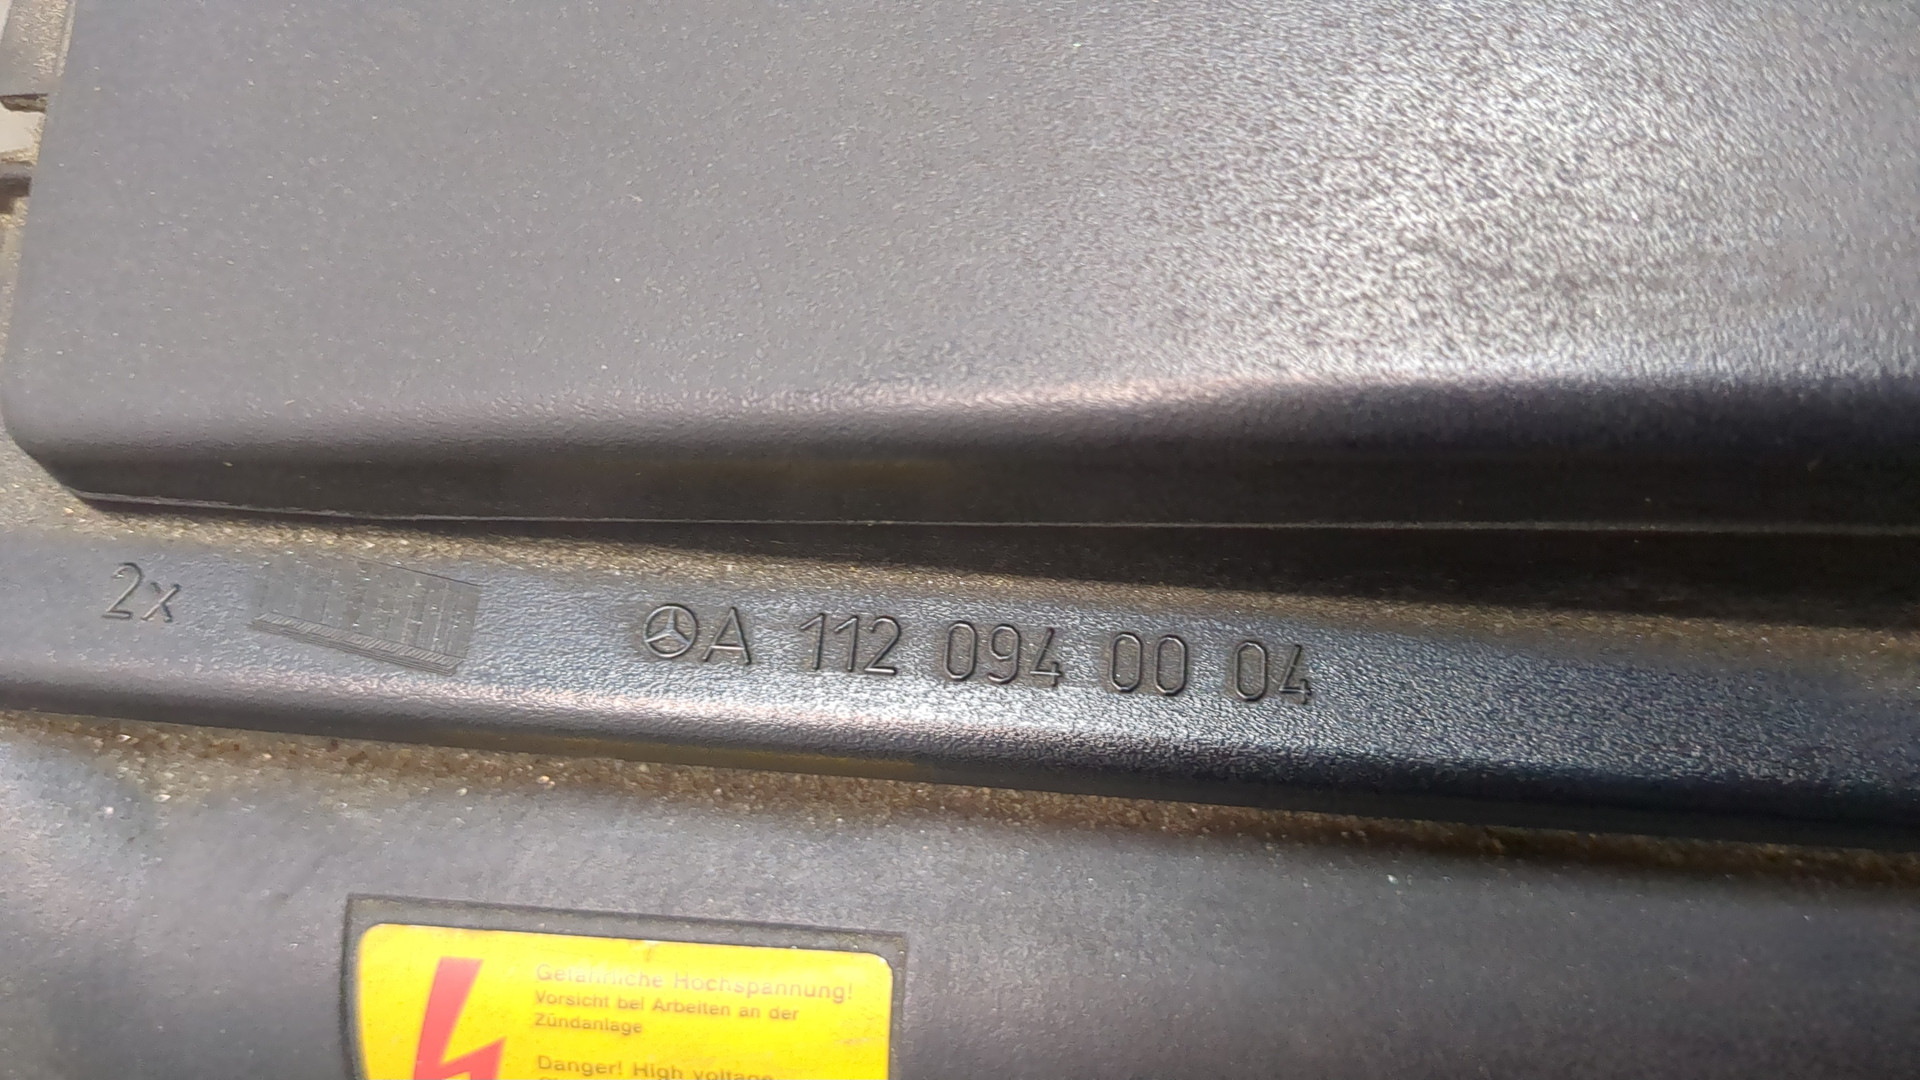 2x
A 112 094 00 04
Gefährliche Hochspannung!
Vorsicht bei Arbeiten an der
Zündanlage
Danger! High voltage